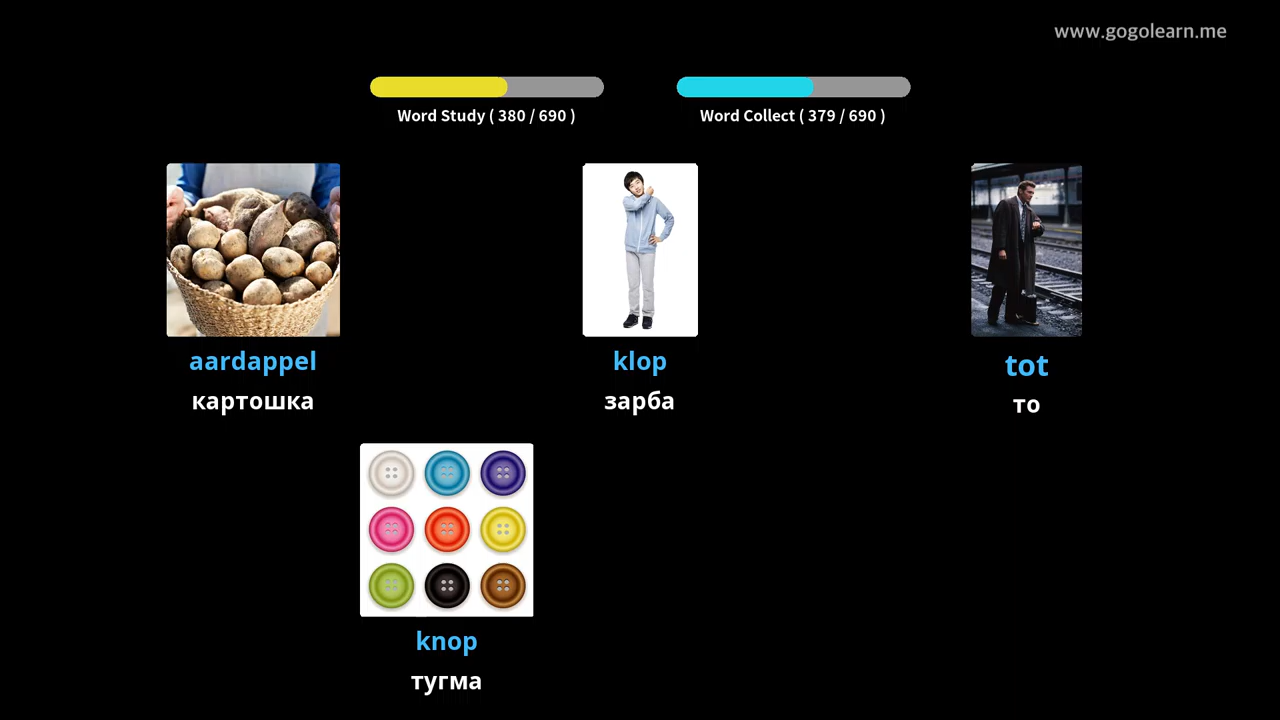 www.gogolearn.me
Word Study ( 380 / 690 )
Word Collect ( 379 / 690 )
aardappel
картошка
klop
зарба
tot
то
knop
тугма